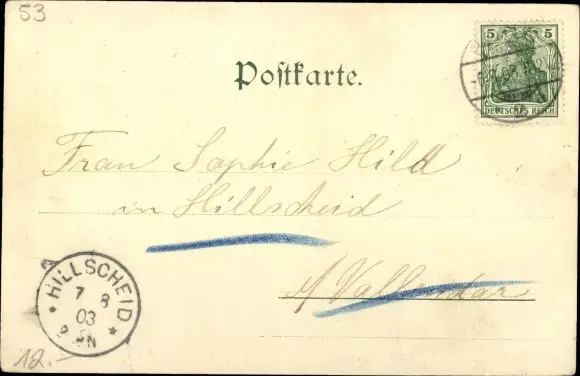 53
5 5
DEUTSCHES REICH
Postkarte.
Frau Sophie Hild
in Hillscheid
b/ Vallendar
HILLSCHEID
7 8
03
N
12.-